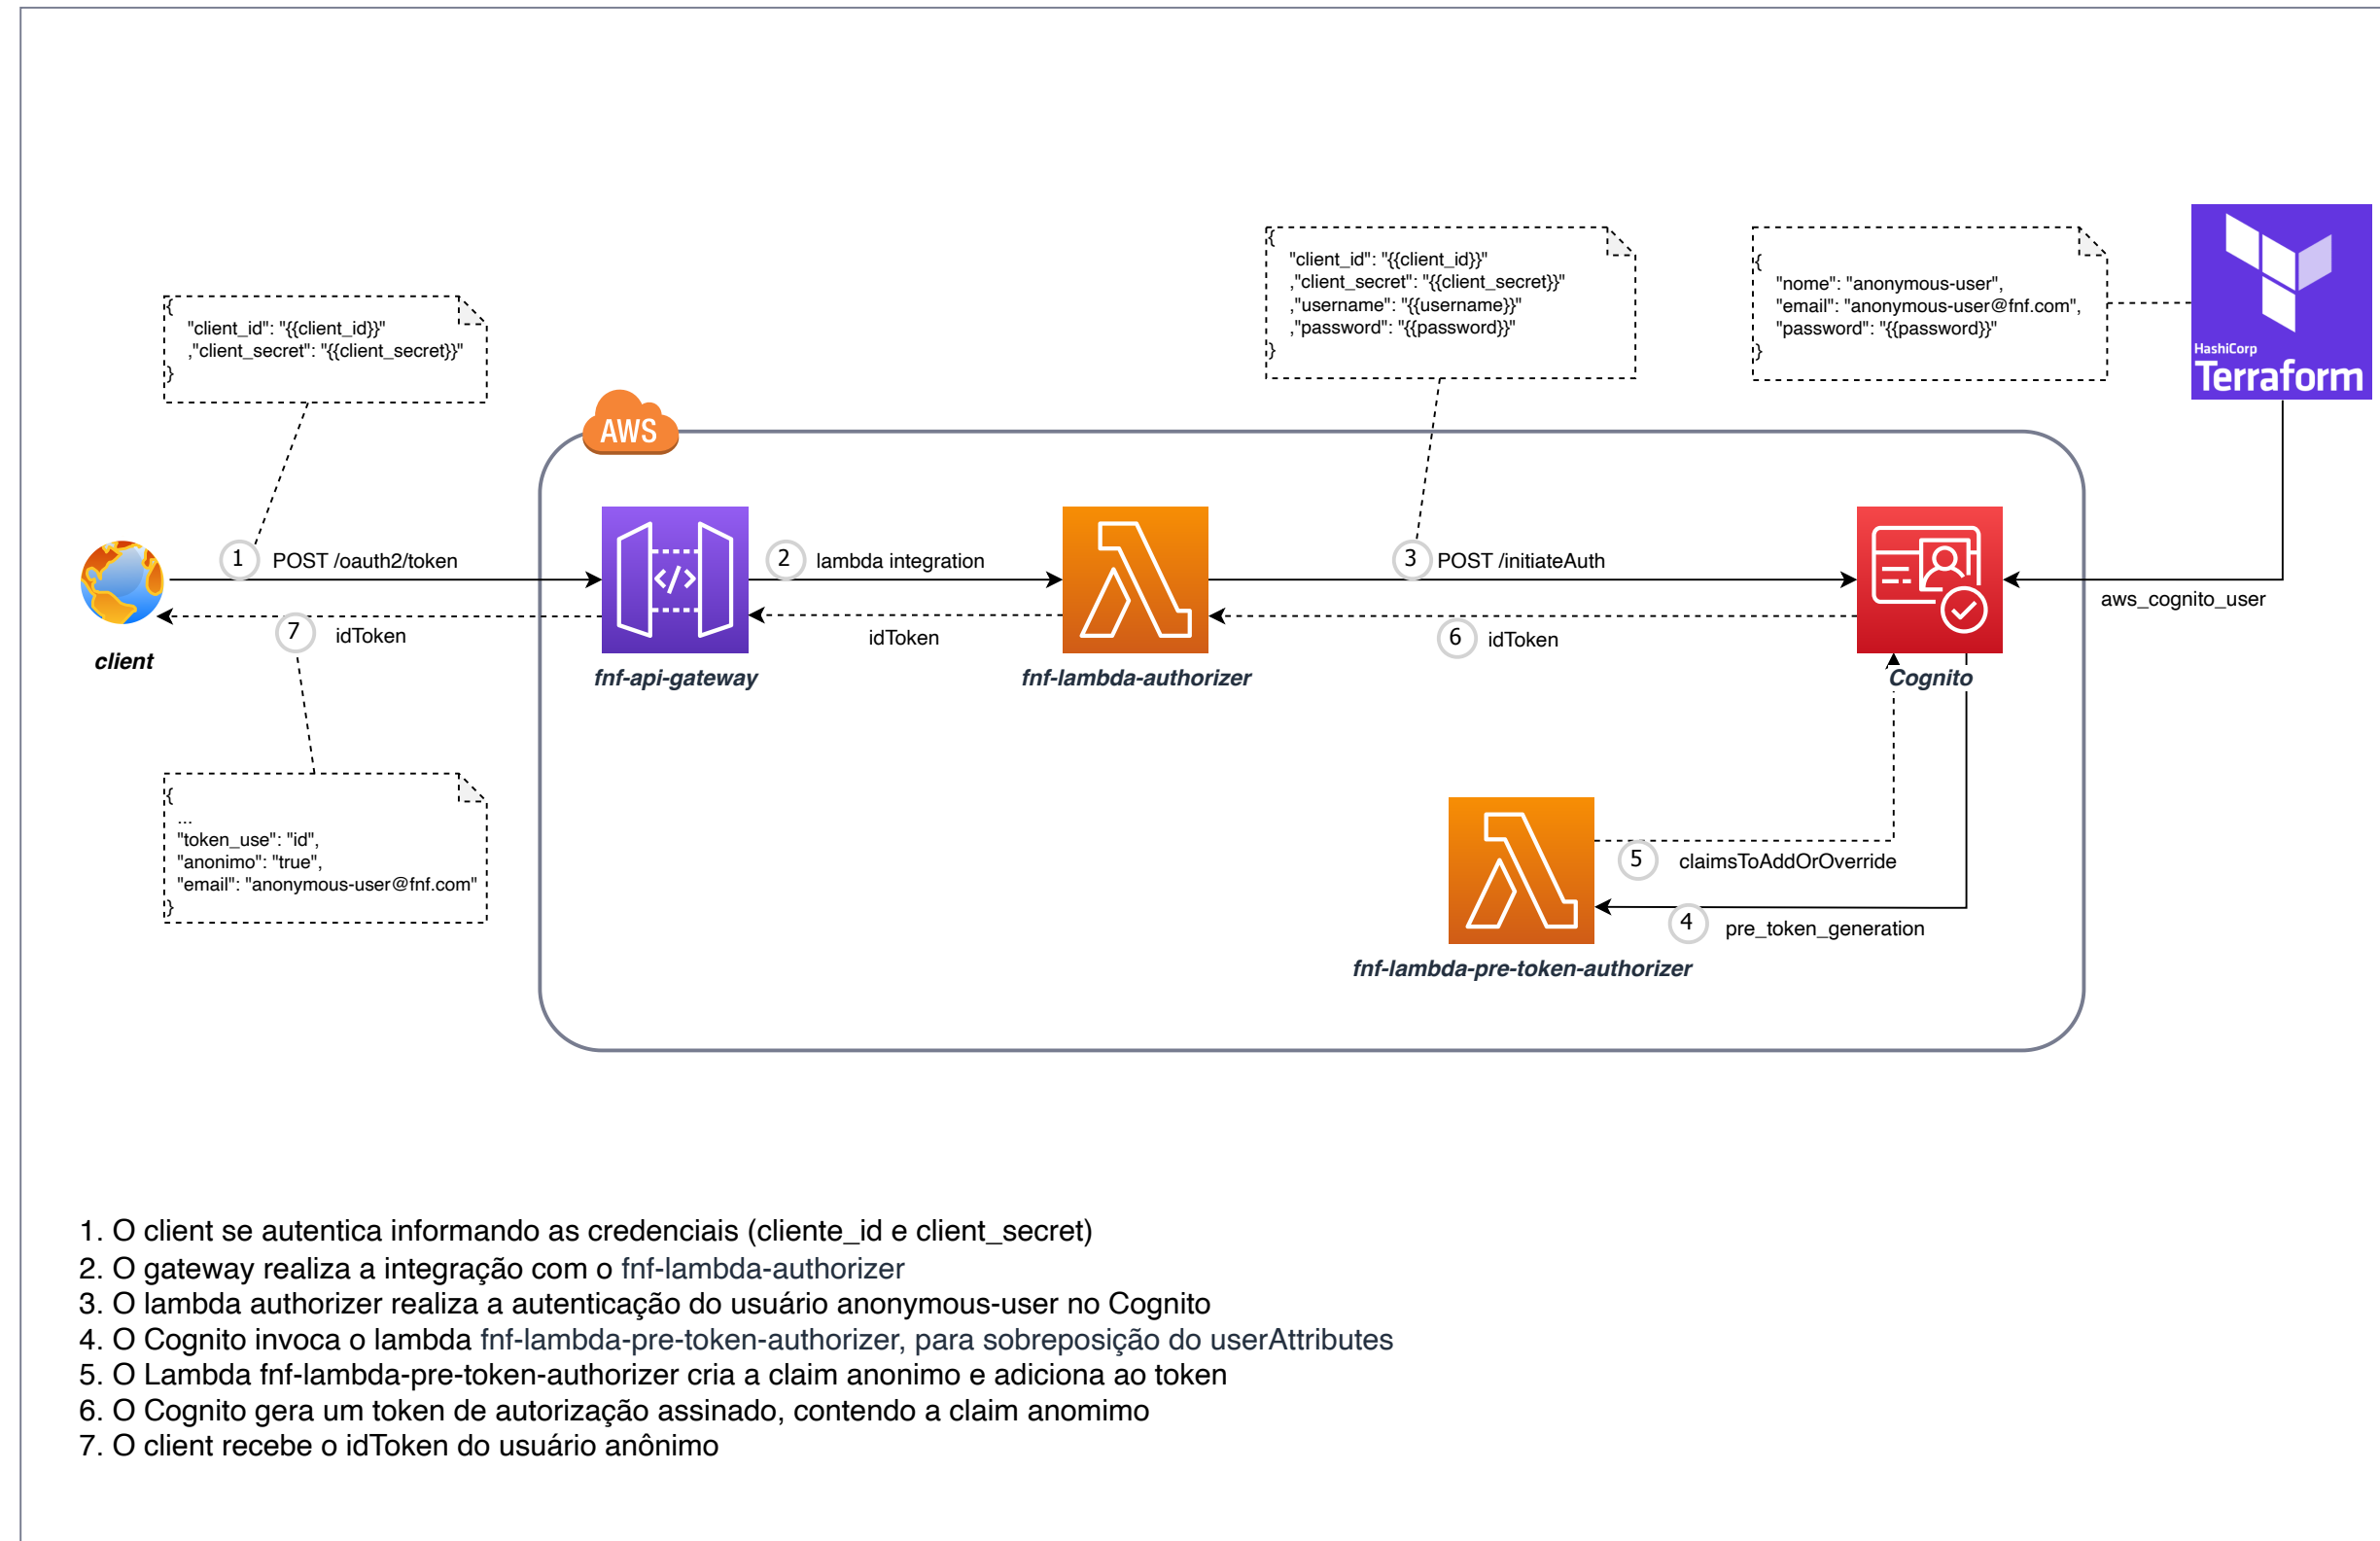 {
"client_id": "{{client_id}}"
,"client_secret": "{{client_secret}}"
,"username": "{{username}}"
,"password": "{{password}}"
}
{
"nome": "anonymous-user",
"email": "anonymous-user@fnf.com",
"password": "{{password}}"
}
HashiCorp
Terraform
{
"client_id": "{{client_id}}"
,"client_secret": "{{client_secret}}"
}
AWS
1 POST /oauth2/token
2 lambda integration
3 POST /initiateAuth
aws_cognito_user
7 idToken
idToken
6 idToken
client
fnf-api-gateway
fnf-lambda-authorizer
Cognito
{
...
"token_use": "id",
"anonimo": "true",
"email": "anonymous-user@fnf.com"
}
5 claimsToAddOrOverride
4 pre_token_generation
fnf-lambda-pre-token-authorizer
1. O client se autentica informando as credenciais (cliente_id e client_secret)
2. O gateway realiza a integração com o fnf-lambda-authorizer
3. O lambda authorizer realiza a autenticação do usuário anonymous-user no Cognito
4. O Cognito invoca o lambda fnf-lambda-pre-token-authorizer, para sobreposição do userAttributes
5. O Lambda fnf-lambda-pre-token-authorizer cria a claim anonimo e adiciona ao token
6. O Cognito gera um token de autorização assinado, contendo a claim anomimo
7. O client recebe o idToken do usuário anônimo